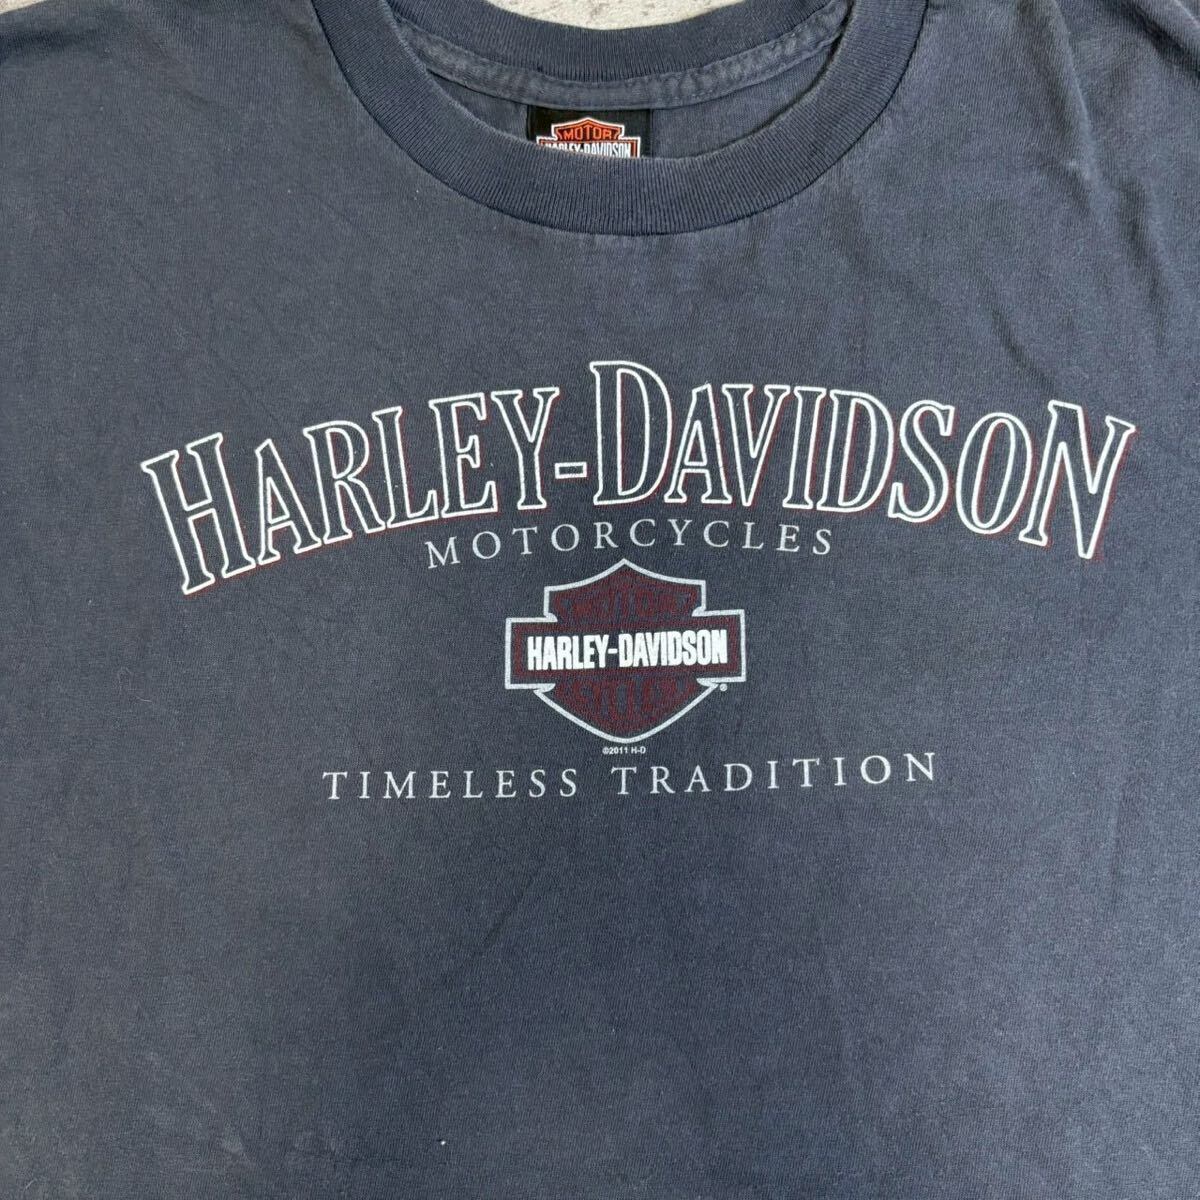 MOTOR
HARLEY-DAVIDSON
HARLEY-DAVIDSON
MOTORCYCLES
MOTOR
HARLEY-DAVIDSON
CYCLES
®
©2011 H-D
TIMELESS TRADITION